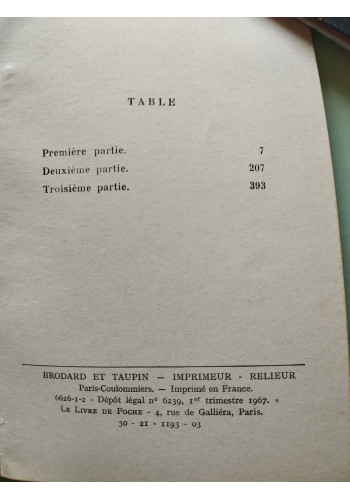 TABLE
Première partie. 7
Deuxième partie. 207
Troisième partie. 393
BRODARD ET TAUPIN — IMPRIMEUR - RELIEUR
Paris-Coulommiers. — Imprimé en France.
6626-1-2 - Dépôt légal nº 6239, 1er trimestre 1967. *
LE LIVRE DE POCHE - 4, rue de Galliéra, Paris.
30 - 21 - 1193 - 03